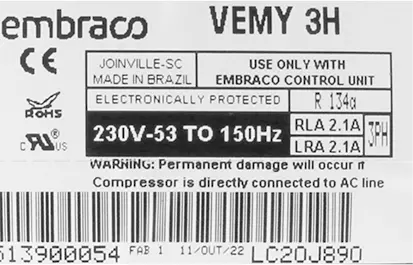 embraco VEMY 3H
CE
JOINVILLE-SC
MADE IN BRAZIL
USE ONLY WITH
EMBRACO CONTROL UNIT
RoHS
ELECTRONICALLY PROTECTED
R 134a
c RU US
230V-53 TO 150Hz
RLA 2.1A
LRA 2.1A
3PH
WARNING: Permanent damage will occur if
Compressor is directly connected to AC line
513900054 FAB 1 11/OUT/22 LC20J890